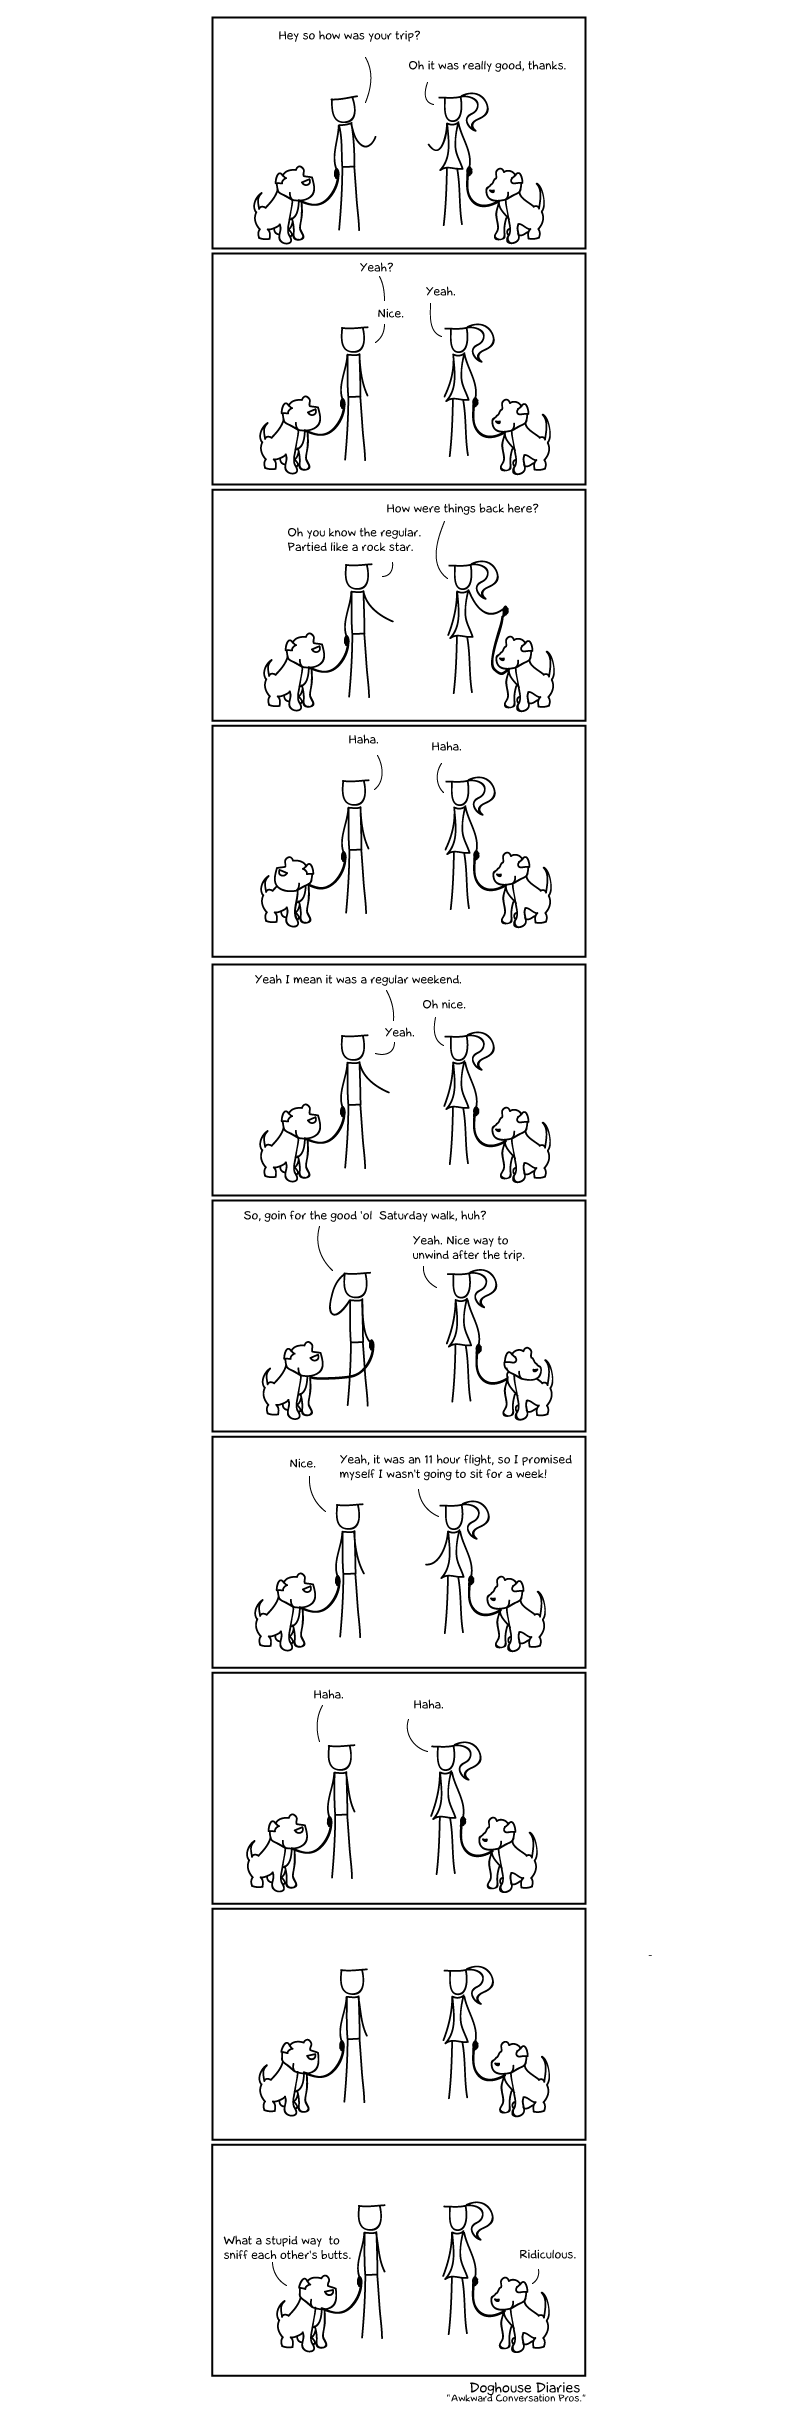 Hey so how was your trip?
Oh it was really good, thanks.
Yeah?
Nice.
Yeah.
How were things back here?
Oh you know the regular.
Partied like a rock star.
Haha.
Haha.
Yeah I mean it was a regular weekend.
Oh nice.
Yeah.
So, goin for the good 'ol Saturday walk, huh?
Yeah. Nice way to
unwind after the trip.
Nice.
Yeah, it was an 11 hour flight, so I promised
myself I wasn't going to sit for a week!
Haha.
Haha.
What a stupid way to
sniff each other's butts.
Ridiculous.
Doghouse Diaries
"Awkward Conversation Pros."